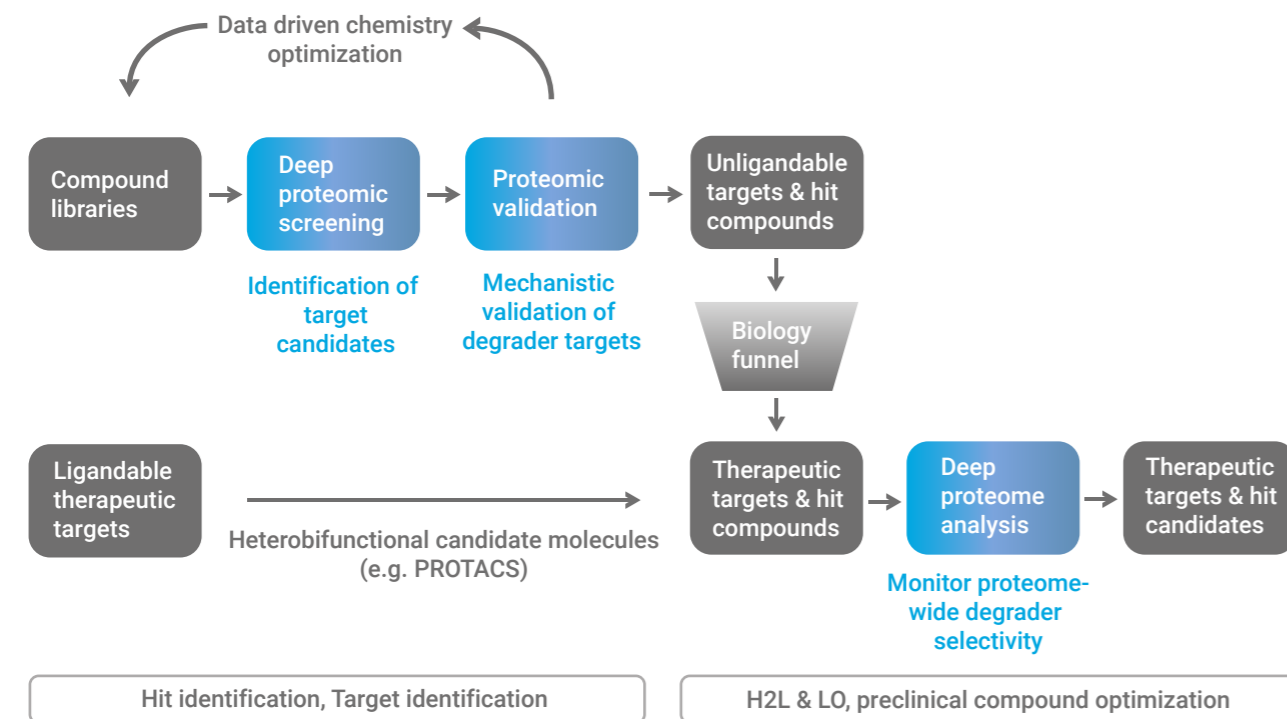 Data driven chemistry
optimization
Compound
libraries
Deep
proteomic
screening
Proteomic
validation
Unligandable
targets & hit
compounds
Identification of
target
candidates
Mechanistic
validation of
degrader targets
Biology
funnel
Ligandable
therapeutic
targets
Heterobifunctional candidate molecules
(e.g. PROTACS)
Therapeutic
targets & hit
compounds
Deep
proteome
analysis
Therapeutic
targets & hit
candidates
Monitor proteome-
wide degrader
selectivity
Hit identification, Target identification
H2L & LO, preclinical compound optimization